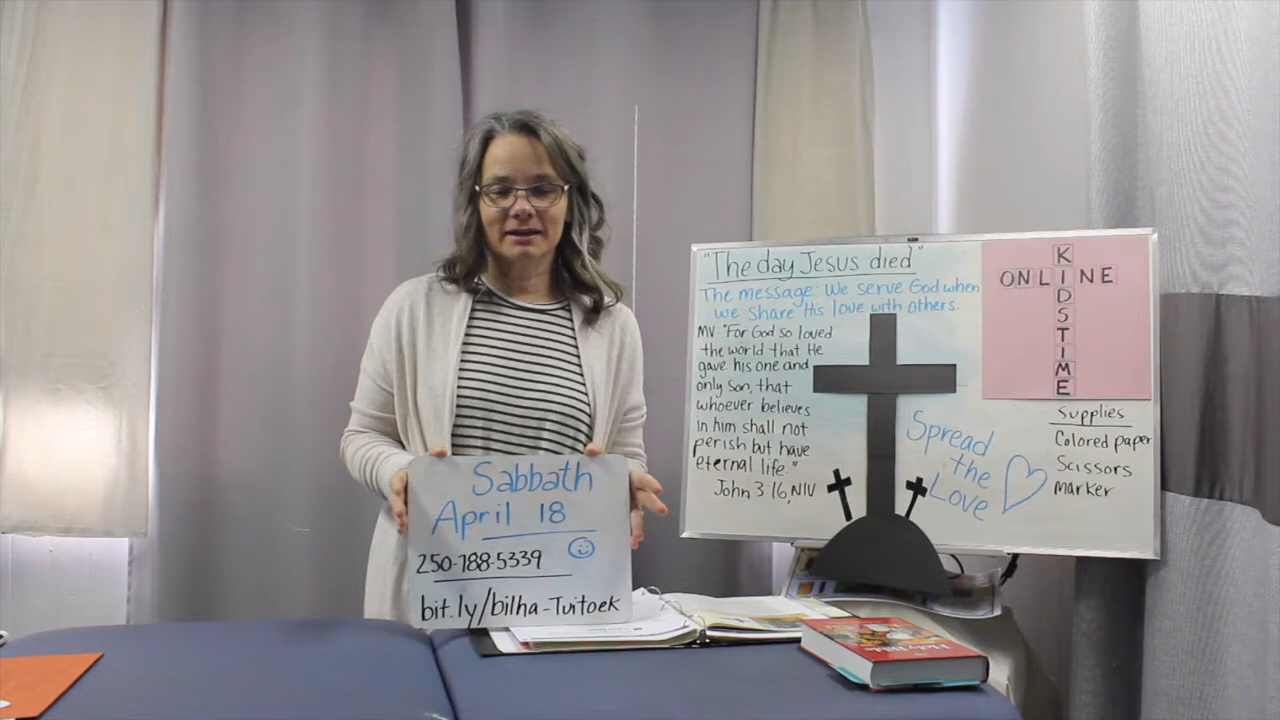 Sabbath
April 18
250-788-5339
bit.ly/bilha-Tuitoek
"The day Jesus died"
The message: We serve God when
we share His love with others.
MV: "For God so loved
the world that He
gave his one and
only Son, that
whoever believes
in him shall not
perish but have
eternal life."
John 3:16, NIV
Spread
the
Love
ONLINE
KIDSTIME
Supplies
Colored paper
Scissors
marker
Holy Bible